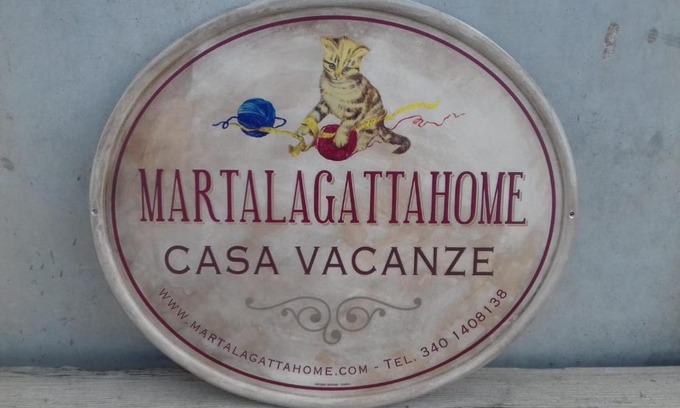 MARTALAGATTAHOME
CASA VACANZE
WWW.MARTALAGATTAHOME.COM - TEL. 340 1408138